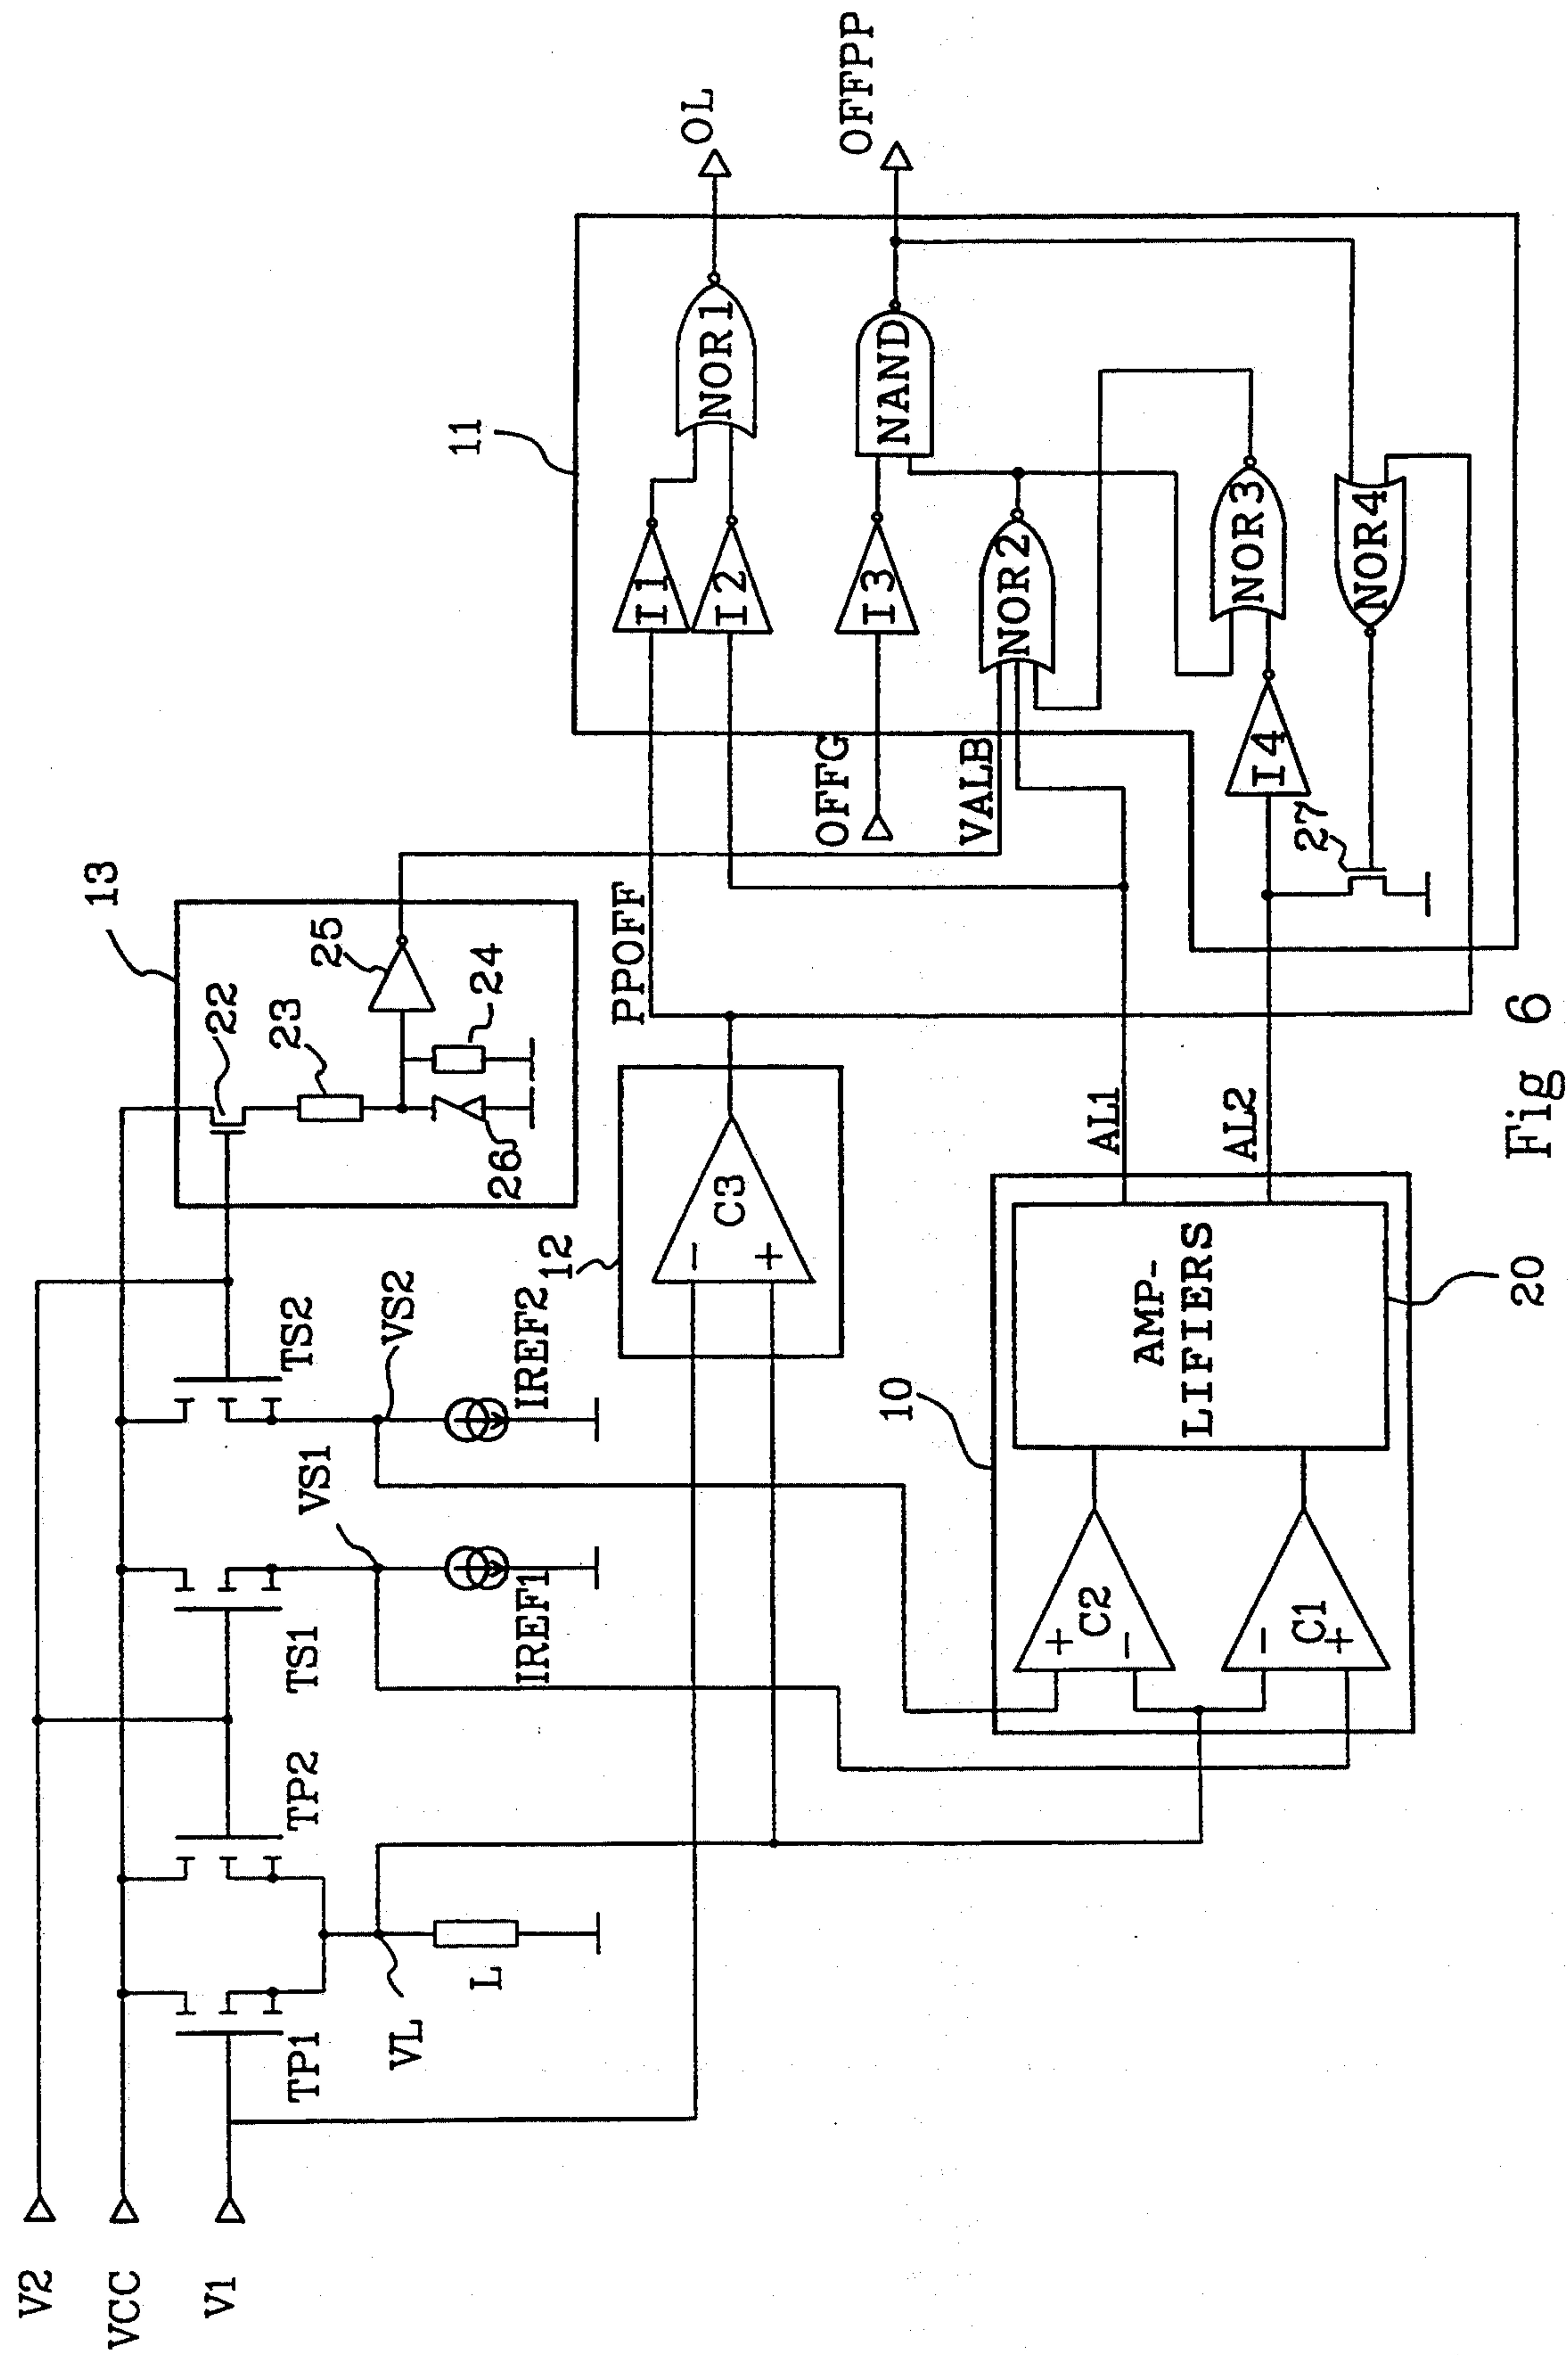 V2
VCC
V1
TP1
VL
L
TP2
TS1
VS1
IREF1
TS2
VS2
IREF2
13
22
23
24
25
26
12
C3
-
+
PPOFF
10
C2
+
-
C1
-
+
AMP-
LIFIERS
20
AL1
AL2
11
I1
I2
NOR1
OL
OFFG
I3
NAND
OFFPP
VALB
NOR2
NOR3
I4
27
NOR4
Fig 6